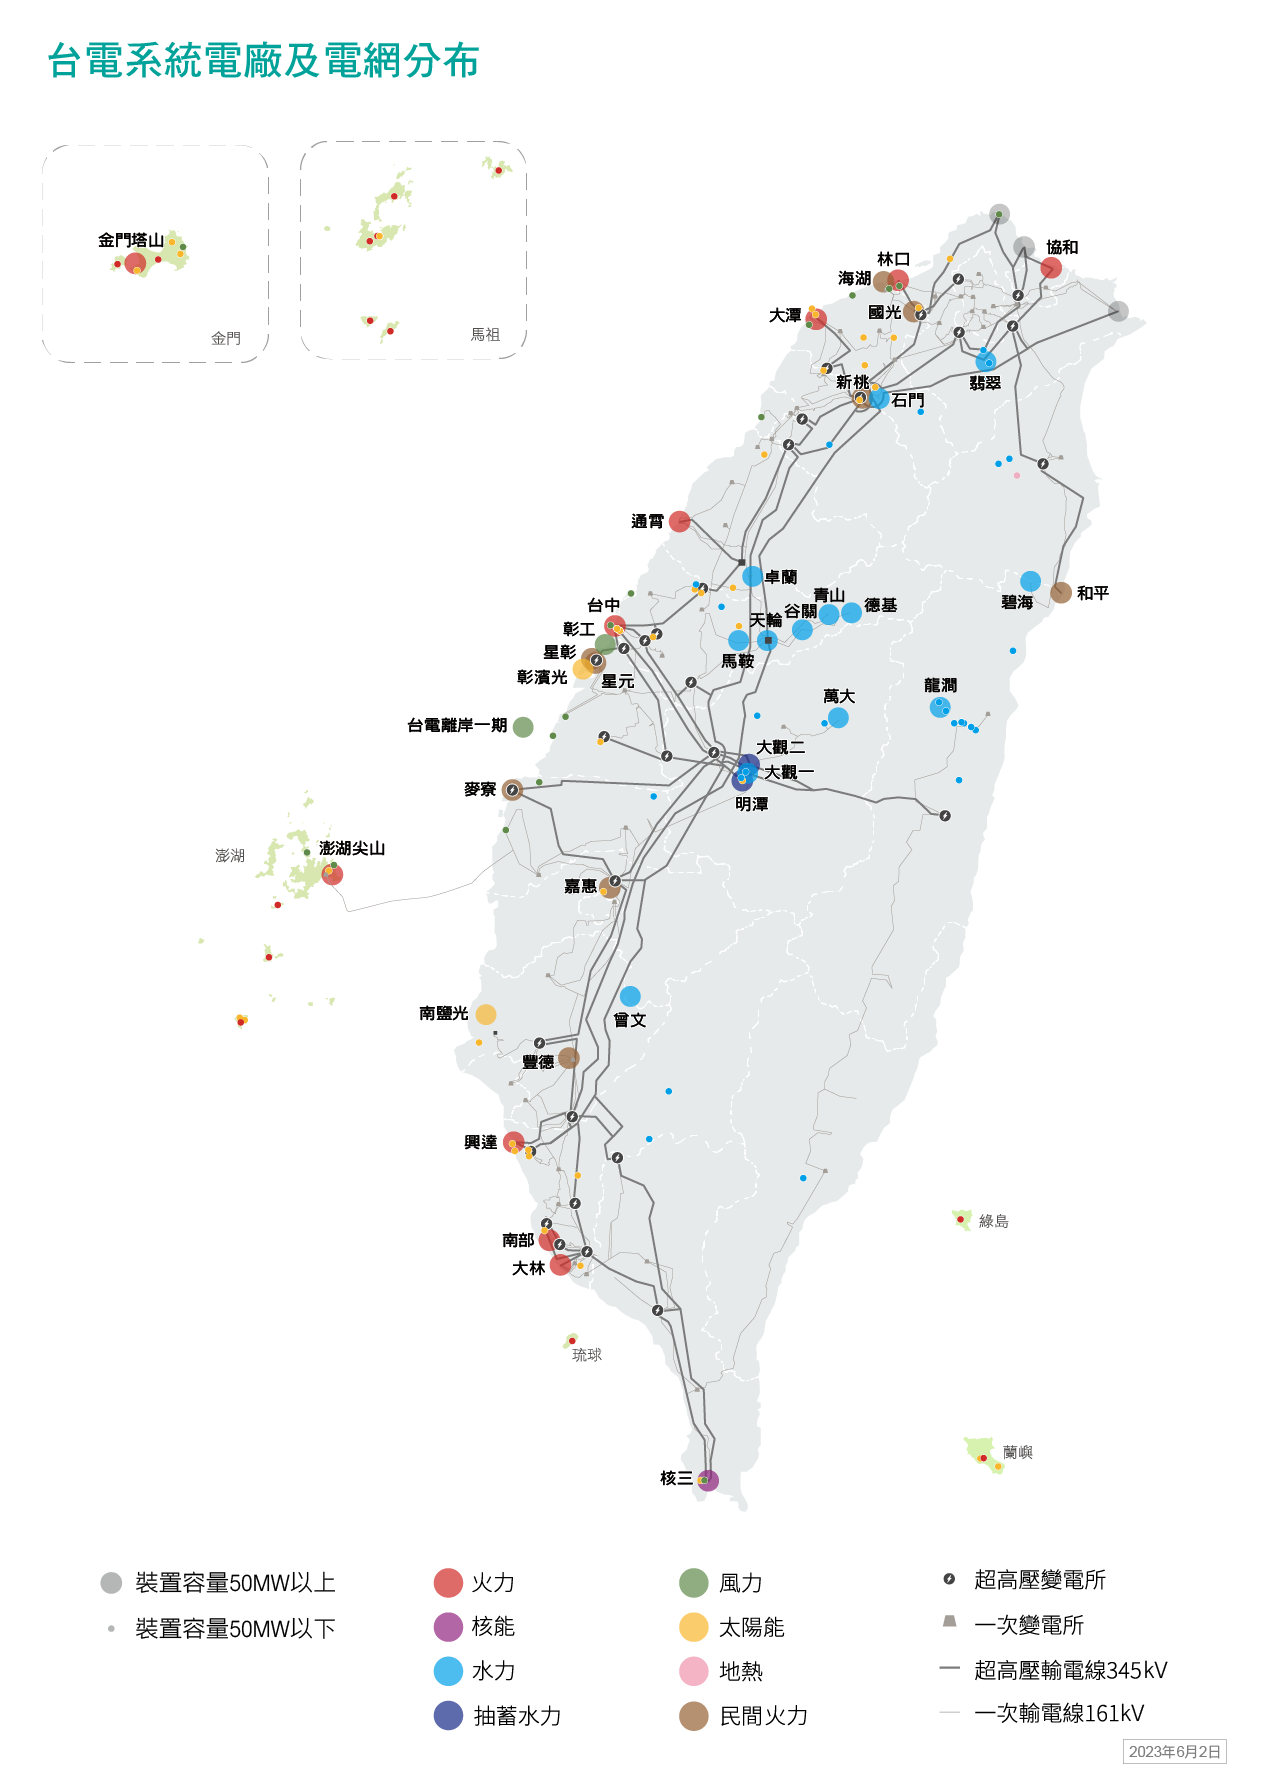 台電系統電廠及電網分布
金門塔山
金門
馬祖
協和
林口
海湖
國光
大潭
翡翠
新桃
石門
通霄
卓蘭
碧海
和平
青山
德基
谷關
天輪
馬鞍
台中
彰工
星彰
彰濱光
星元
萬大
龍澗
台電離岸一期
大觀二
大觀一
明潭
麥寮
澎湖
澎湖尖山
嘉惠
南鹽光
曾文
豐德
興達
南部
大林
綠島
琉球
蘭嶼
核三
裝置容量50MW以上
裝置容量50MW以下
火力
核能
水力
抽蓄水力
風力
太陽能
地熱
民間火力
超高壓變電所
一次變電所
超高壓輸電線345kV
一次輸電線161kV
2023年6月2日